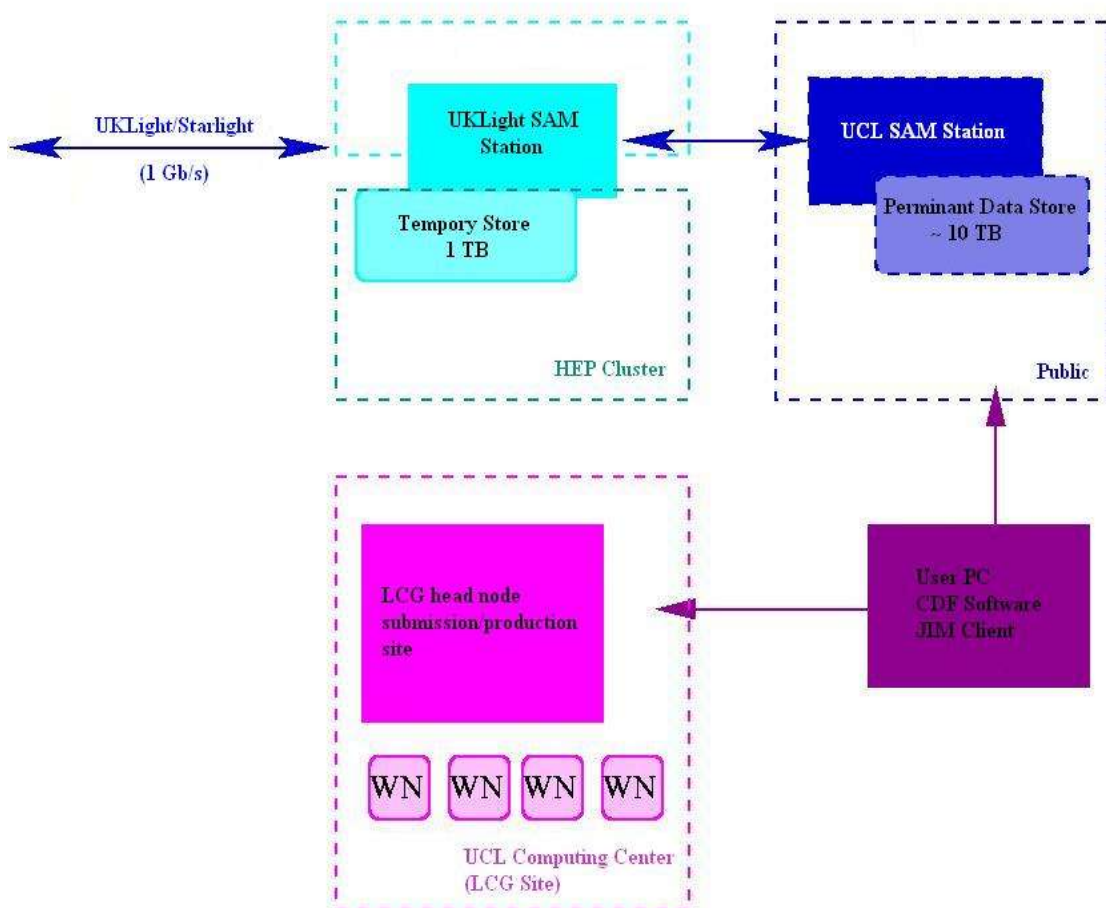 UKLight/Starlight
(1 Gb/s)
UKLight SAM
Station
UCL SAM Station
Tempory Store
1 TB
Perminant Data Store
~ 10 TB
HEP Cluster
Public
LCG head node
submission/production
site
User PC
CDF Software
JIM Client
WN WN WN WN
UCL Computing Center
(LCG Site)